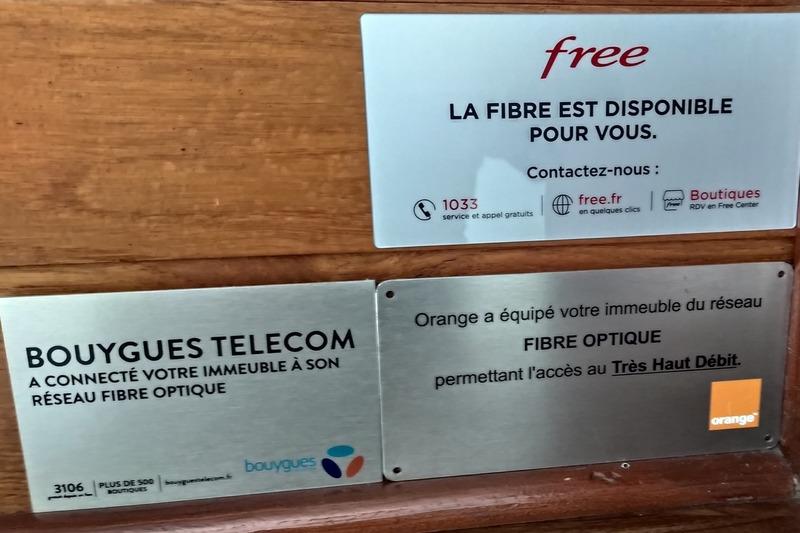 free
LA FIBRE EST DISPONIBLE
POUR VOUS.
Contactez-nous :
1033
service et appel gratuits
free.fr
en quelques clics
free
Boutiques
RDV en Free Center
BOUYGUES TELECOM
A CONNECTÉ VOTRE IMMEUBLE À SON
RÉSEAU FIBRE OPTIQUE
bouygues
3106
PLUS DE 500
BOUTIQUES
bouyguestelecom.fr
Orange a équipé votre immeuble du réseau
FIBRE OPTIQUE
permettant l'accès au Très Haut Débit.
orange™